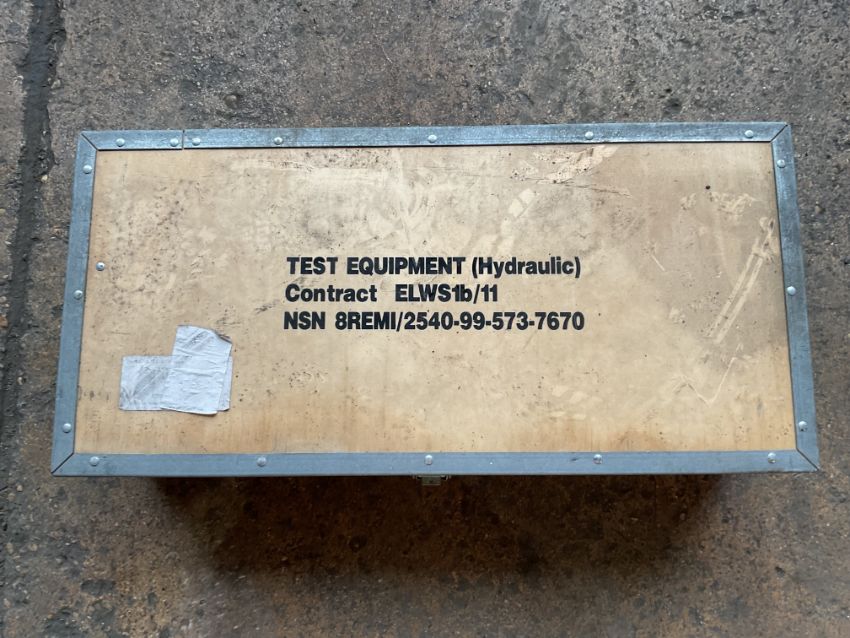 TEST EQUIPMENT (Hydraulic)
Contract ELWS1b/11
NSN 8REMI/2540-99-573-7670